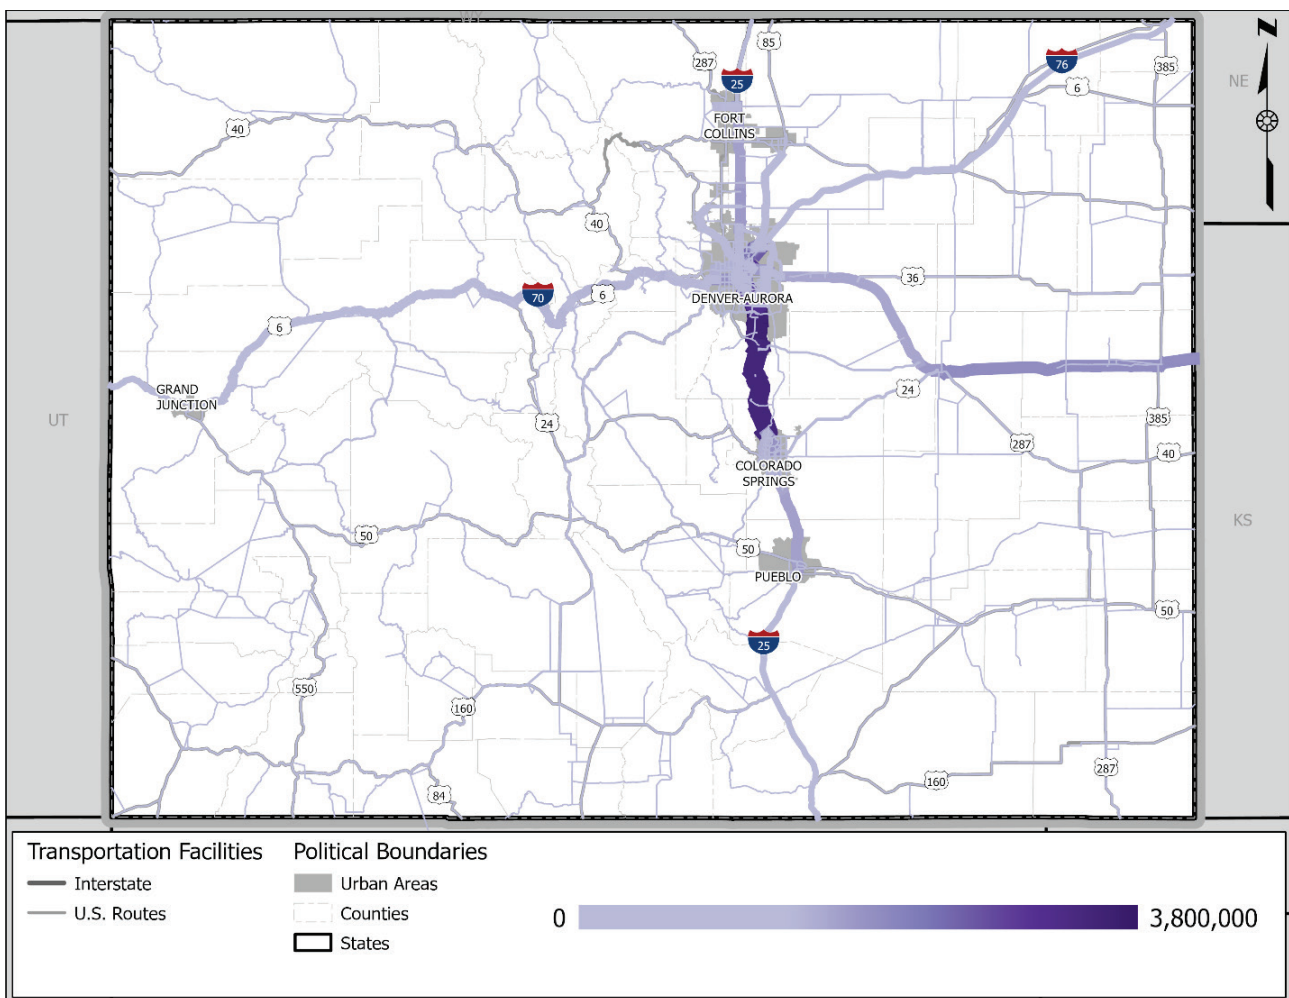 WY
85
287
25
385
76
6
NE
N
40
FORT
COLLINS
40
36
70
6
DENVER-AURORA
6
UT
GRAND
JUNCTION
24
24
385
287
40
COLORADO
SPRINGS
KS
50
50
PUEBLO
50
25
550
160
287
160
84
Transportation Facilities
Interstate
U.S. Routes
Political Boundaries
Urban Areas
Counties
States
0
3,800,000